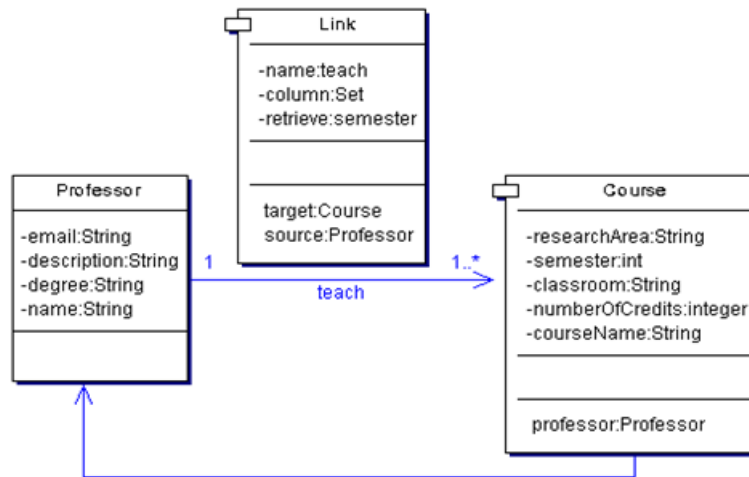 Link
-name:teach
-column:Set
-retrieve:semester
target:Course
source:Professor
Professor
-email:String
-description:String
-degree:String
-name:String
1
1..*
teach
Course
-researchArea:String
-semester:int
-classroom:String
-numberOfCredits:integer
-courseName:String
professor:Professor